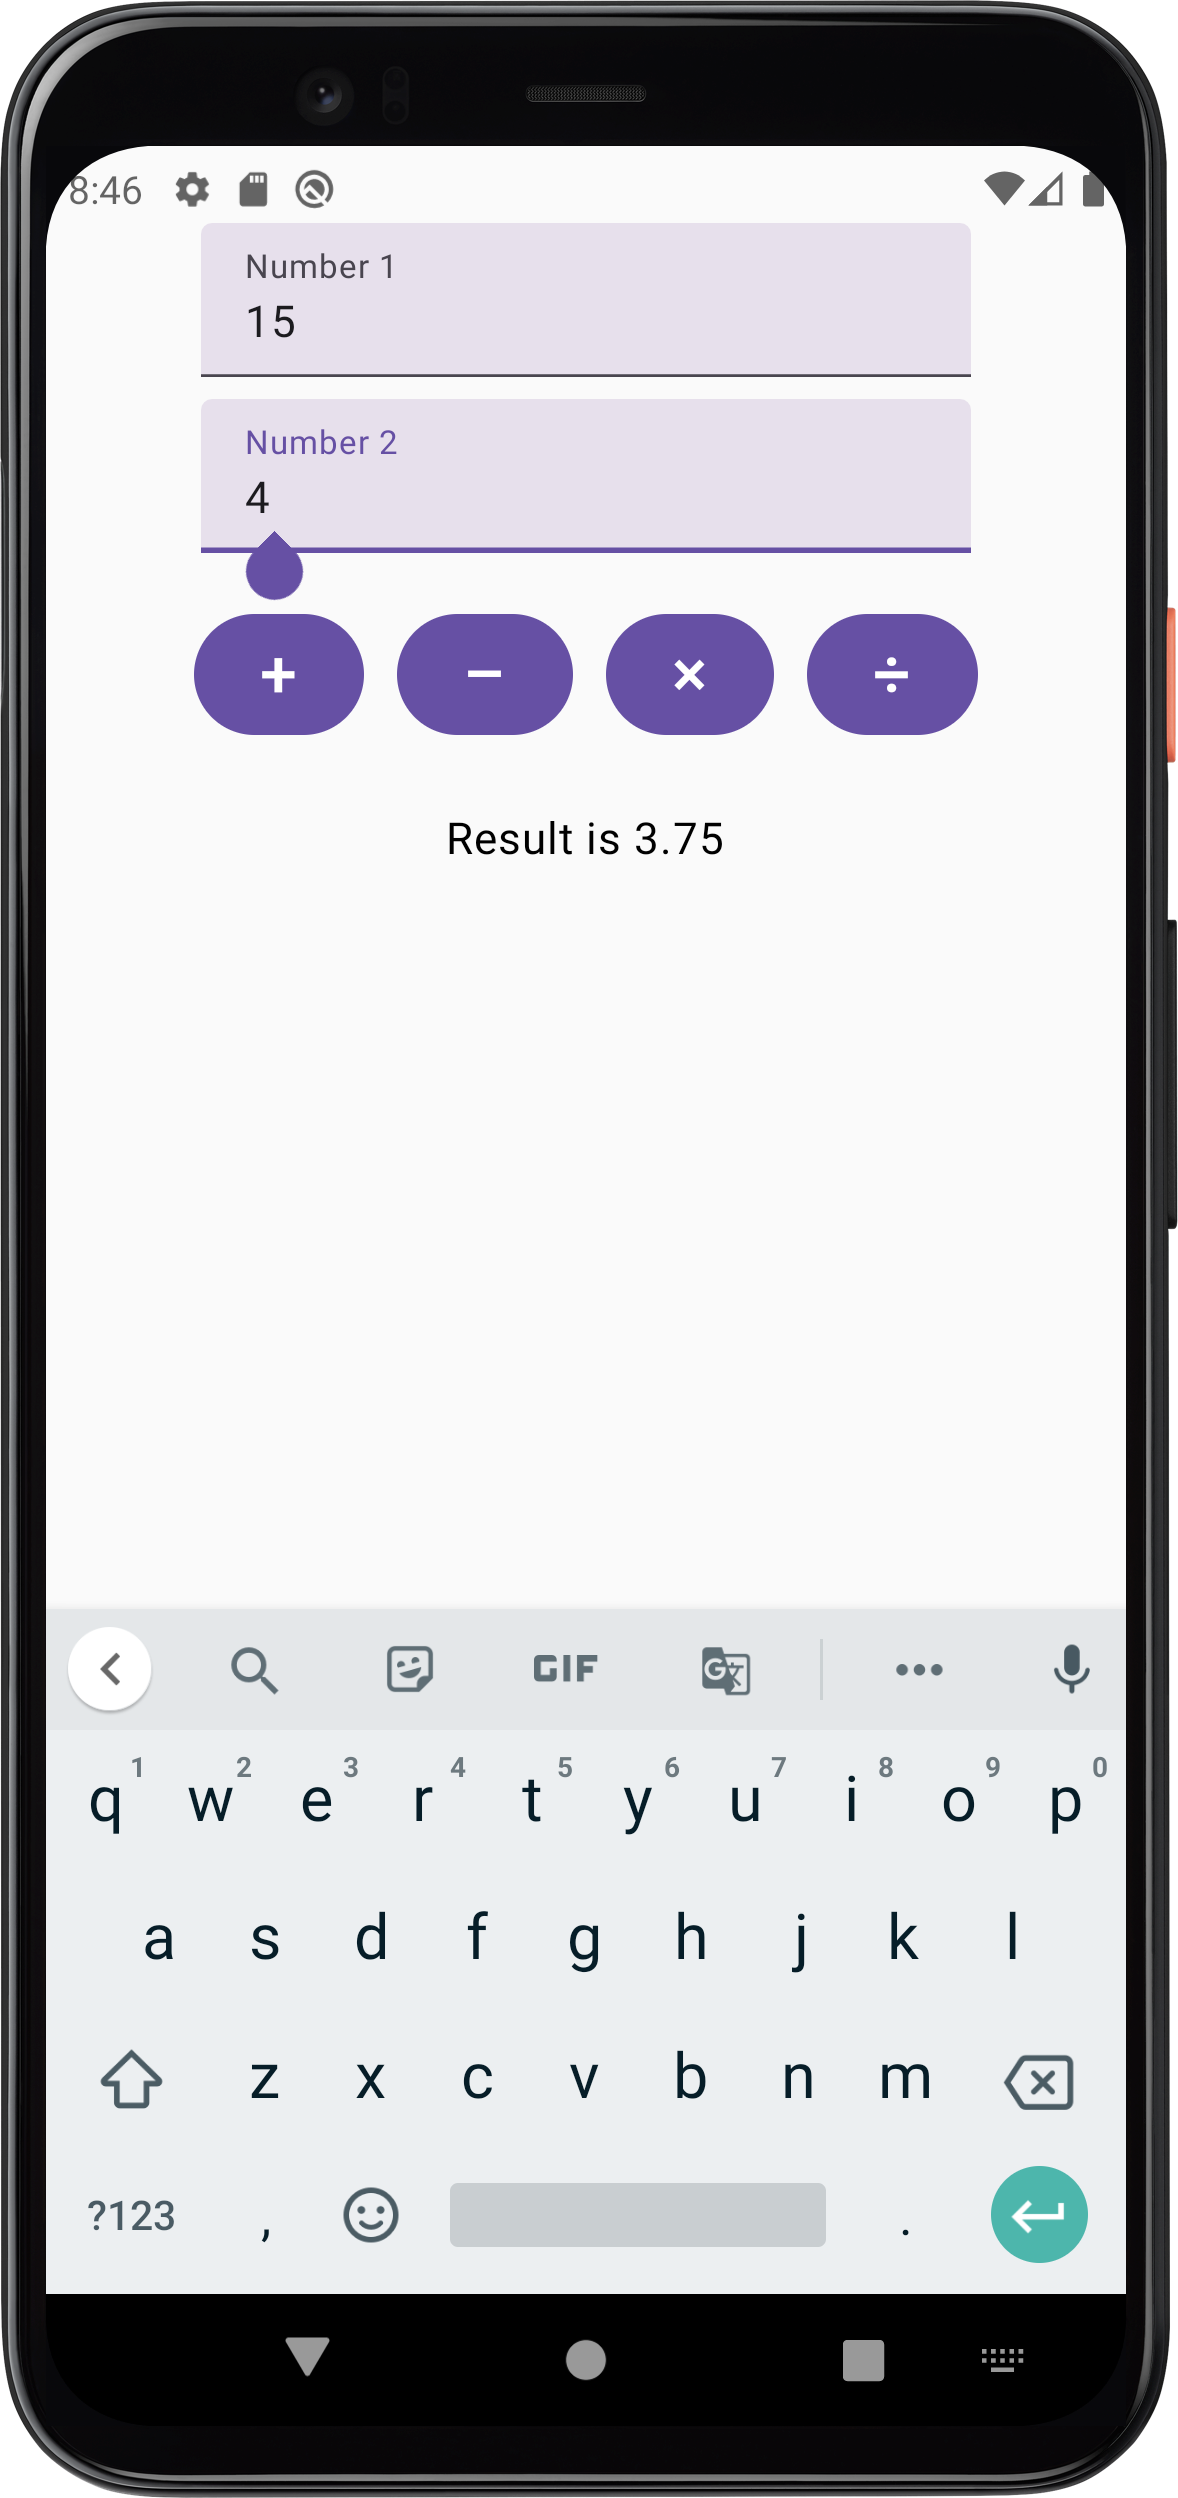 8:46
Number 1
15
Number 2
4
+ − × ÷
Result is 3.75
GIF G
1 2 3 4 5 6 7 8 9 0
q w e r t y u i o p
a s d f g h j k l
z x c v b n m
?123 , .